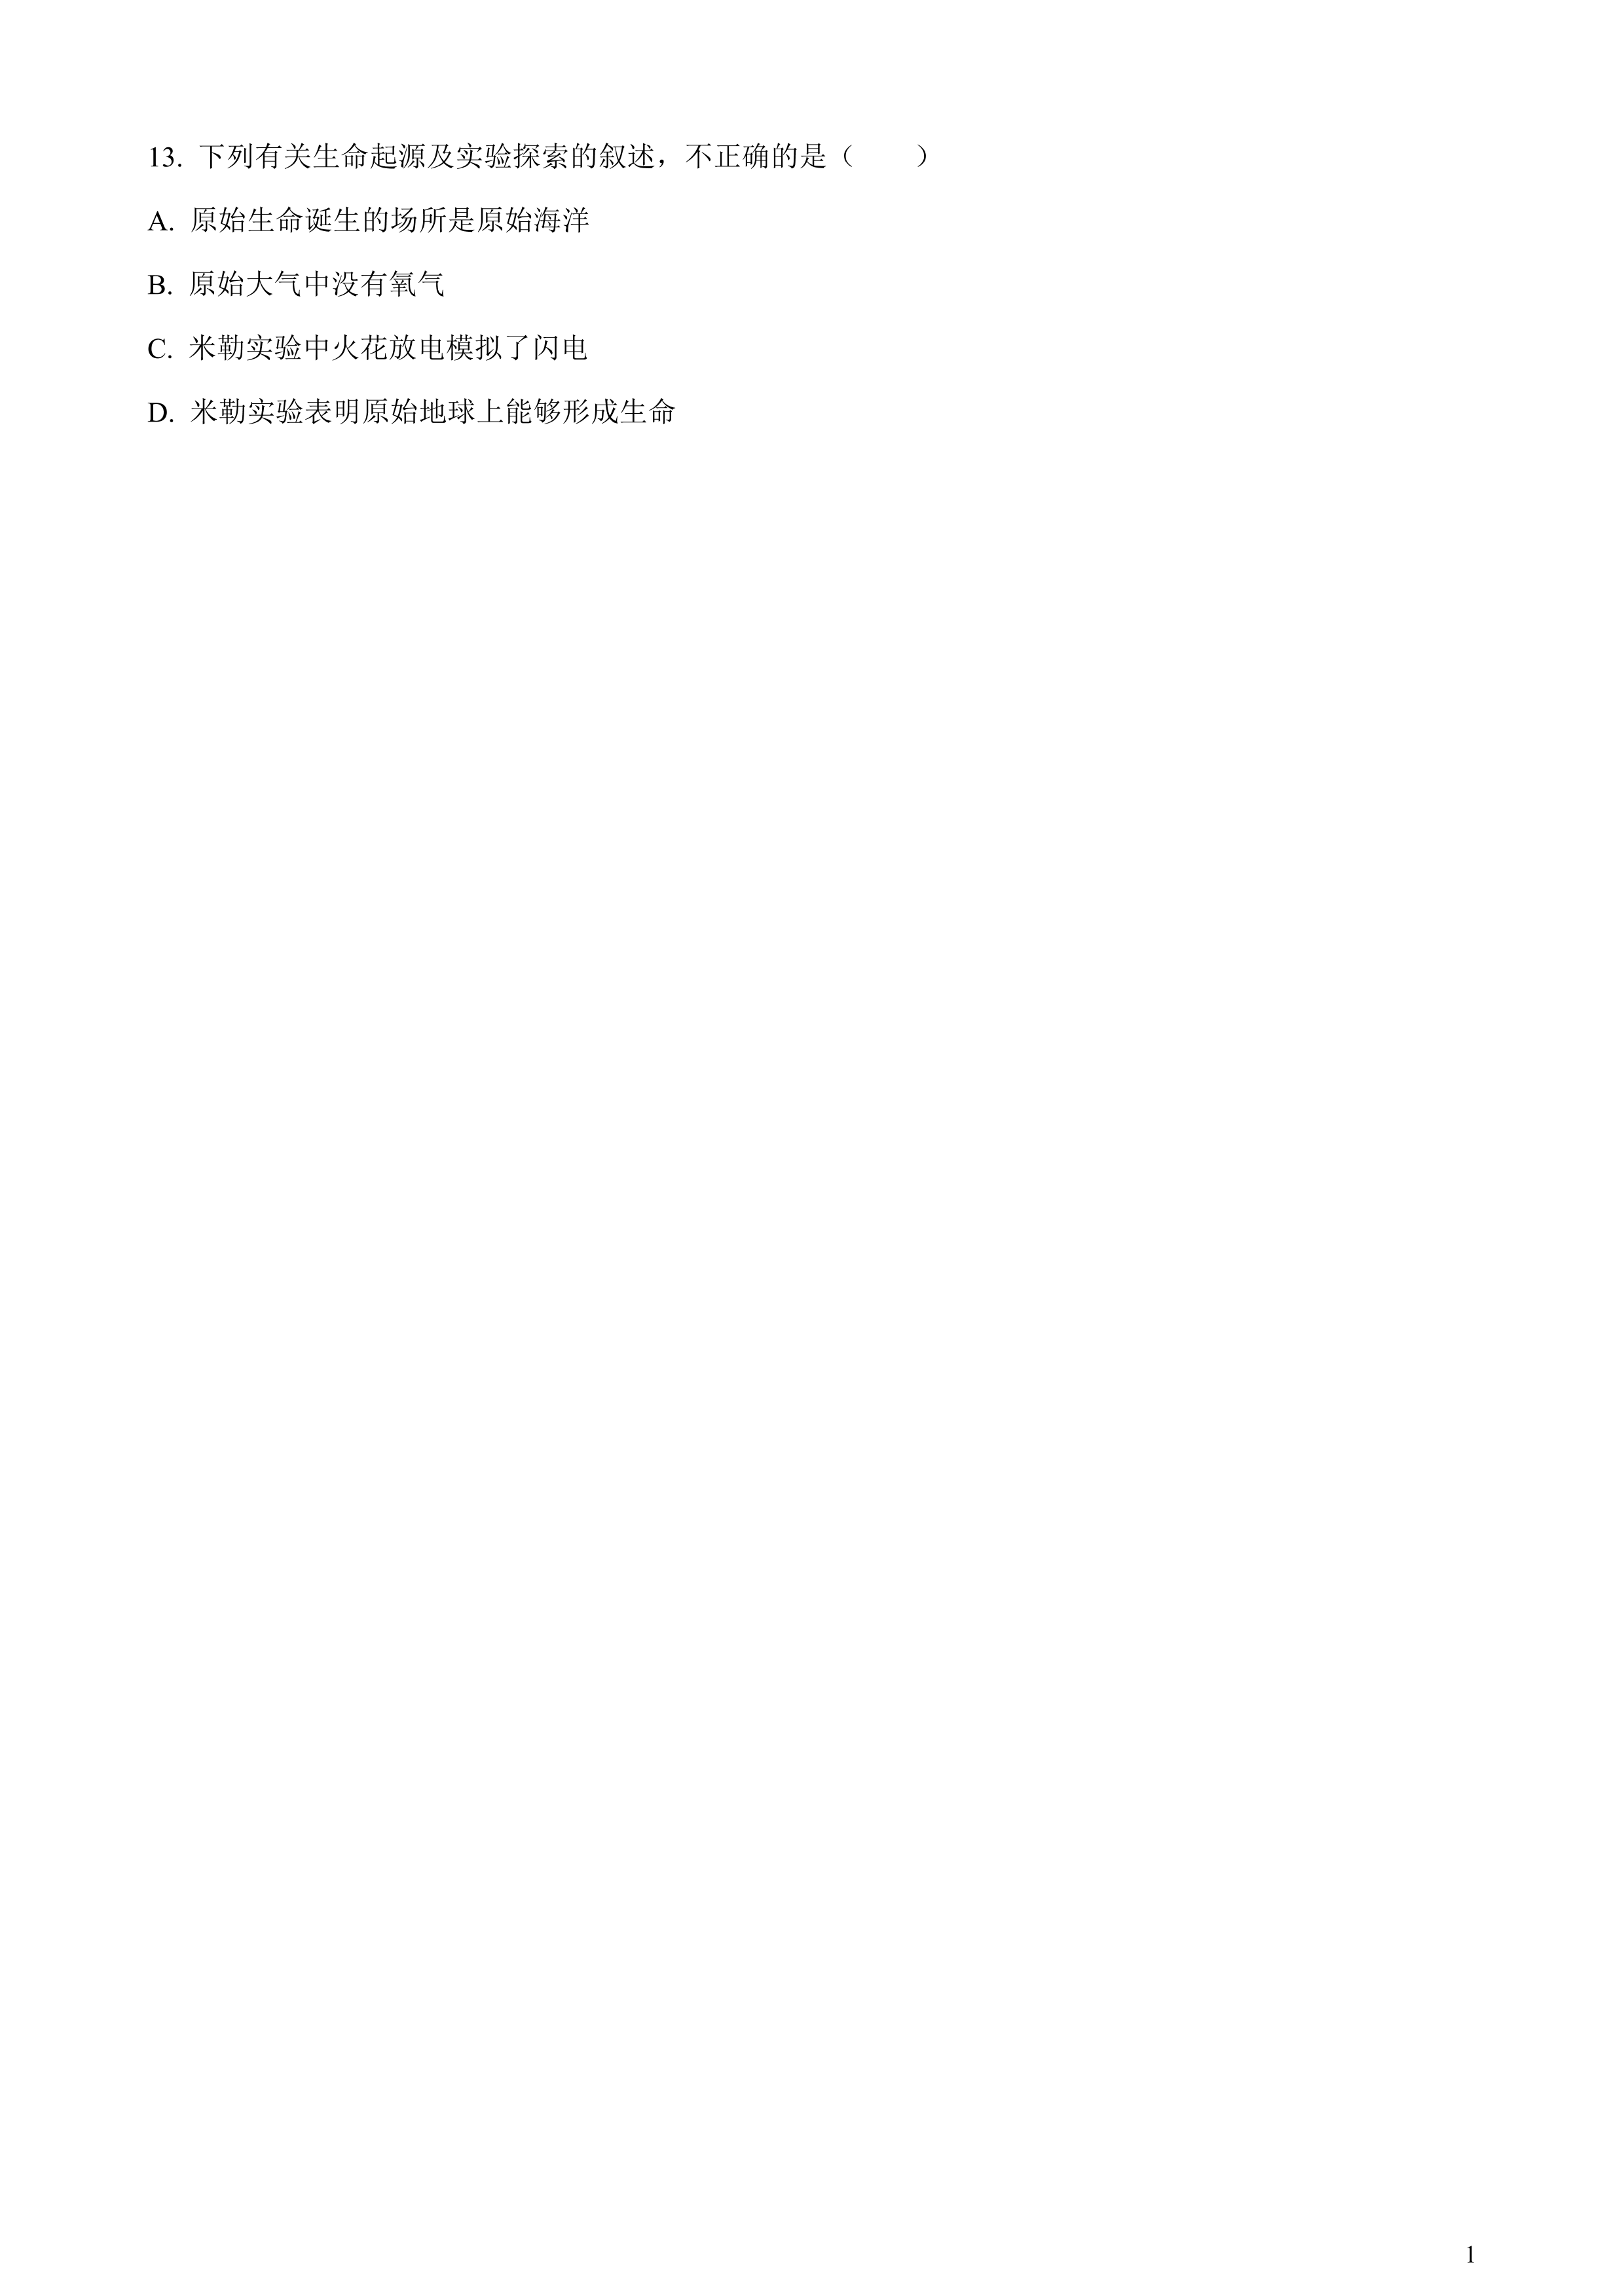 13. 下列有关生命起源及实验探索的叙述，不正确的是（　　）
A. 原始生命诞生的场所是原始海洋
B. 原始大气中没有氧气
C. 米勒实验中火花放电模拟了闪电
D. 米勒实验表明原始地球上能够形成生命
1